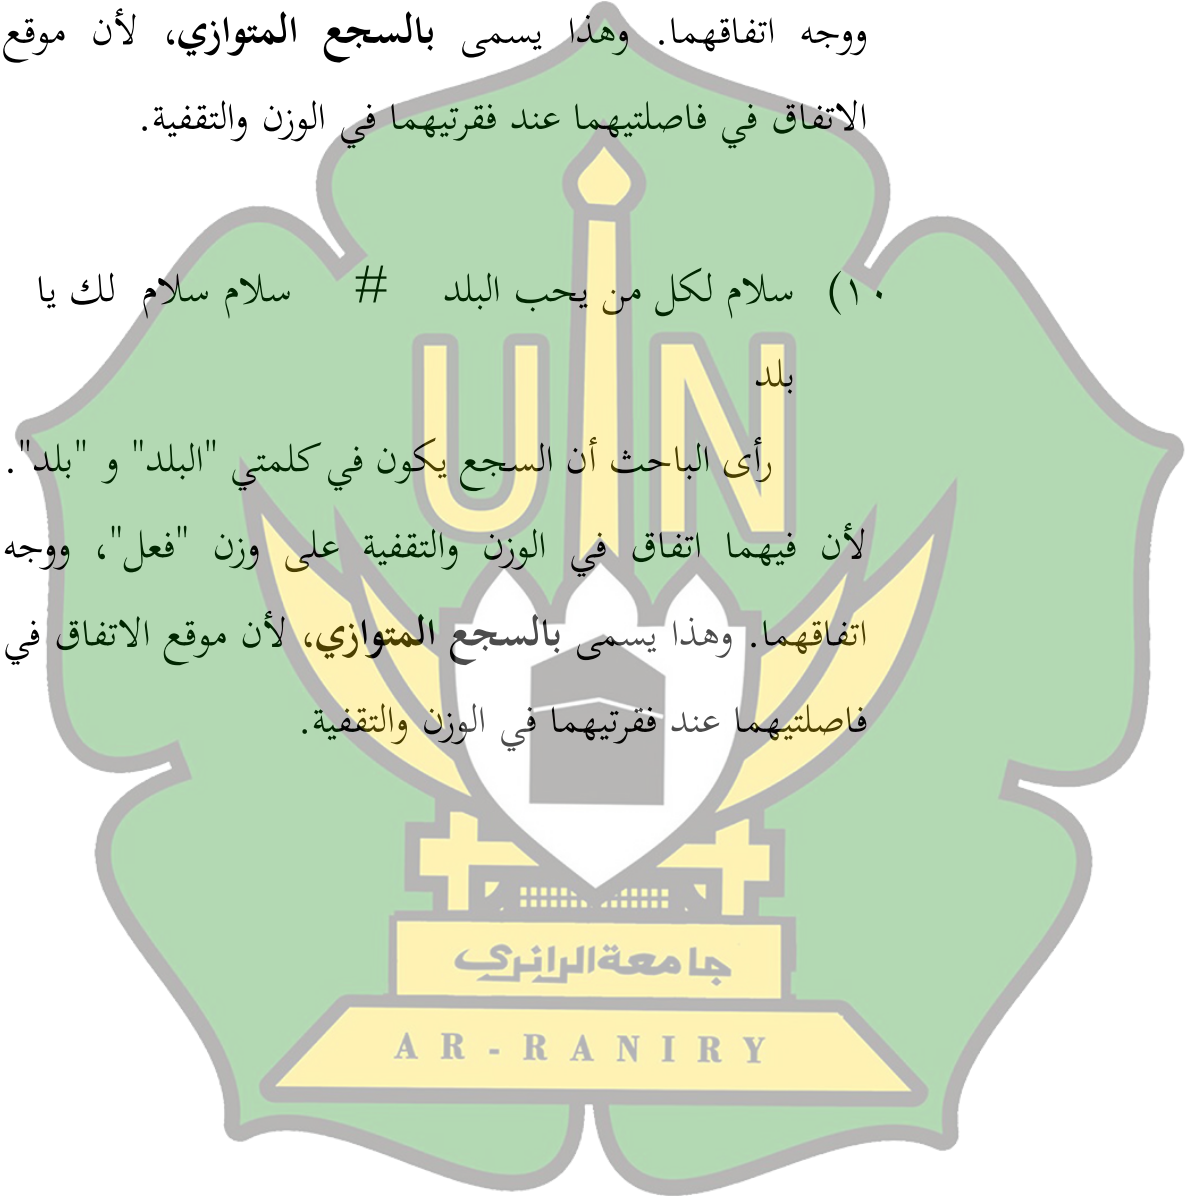 ووجه اتفاقهما. وهذا يسمى بالسجع المتوازي، لأن موقع
الاتفاق في فاصلتيهما عند فقرتيهما في الوزن والتقفية.
١٠) سلام لكل من يحب البلد # سلام سلام لك يا
بلد
رأى الباحث أن السجع يكون في كلمتي "البلد" و "بلد".
لأن فيهما اتفاق في الوزن والتقفية على وزن "فعل"، ووجه
اتفاقهما. وهذا يسمى بالسجع المتوازي، لأن موقع الاتفاق في
فاصلتيهما عند فقرتيهما في الوزن والتقفية.
UIN
جامعة الرانرى
AR-RANIRY